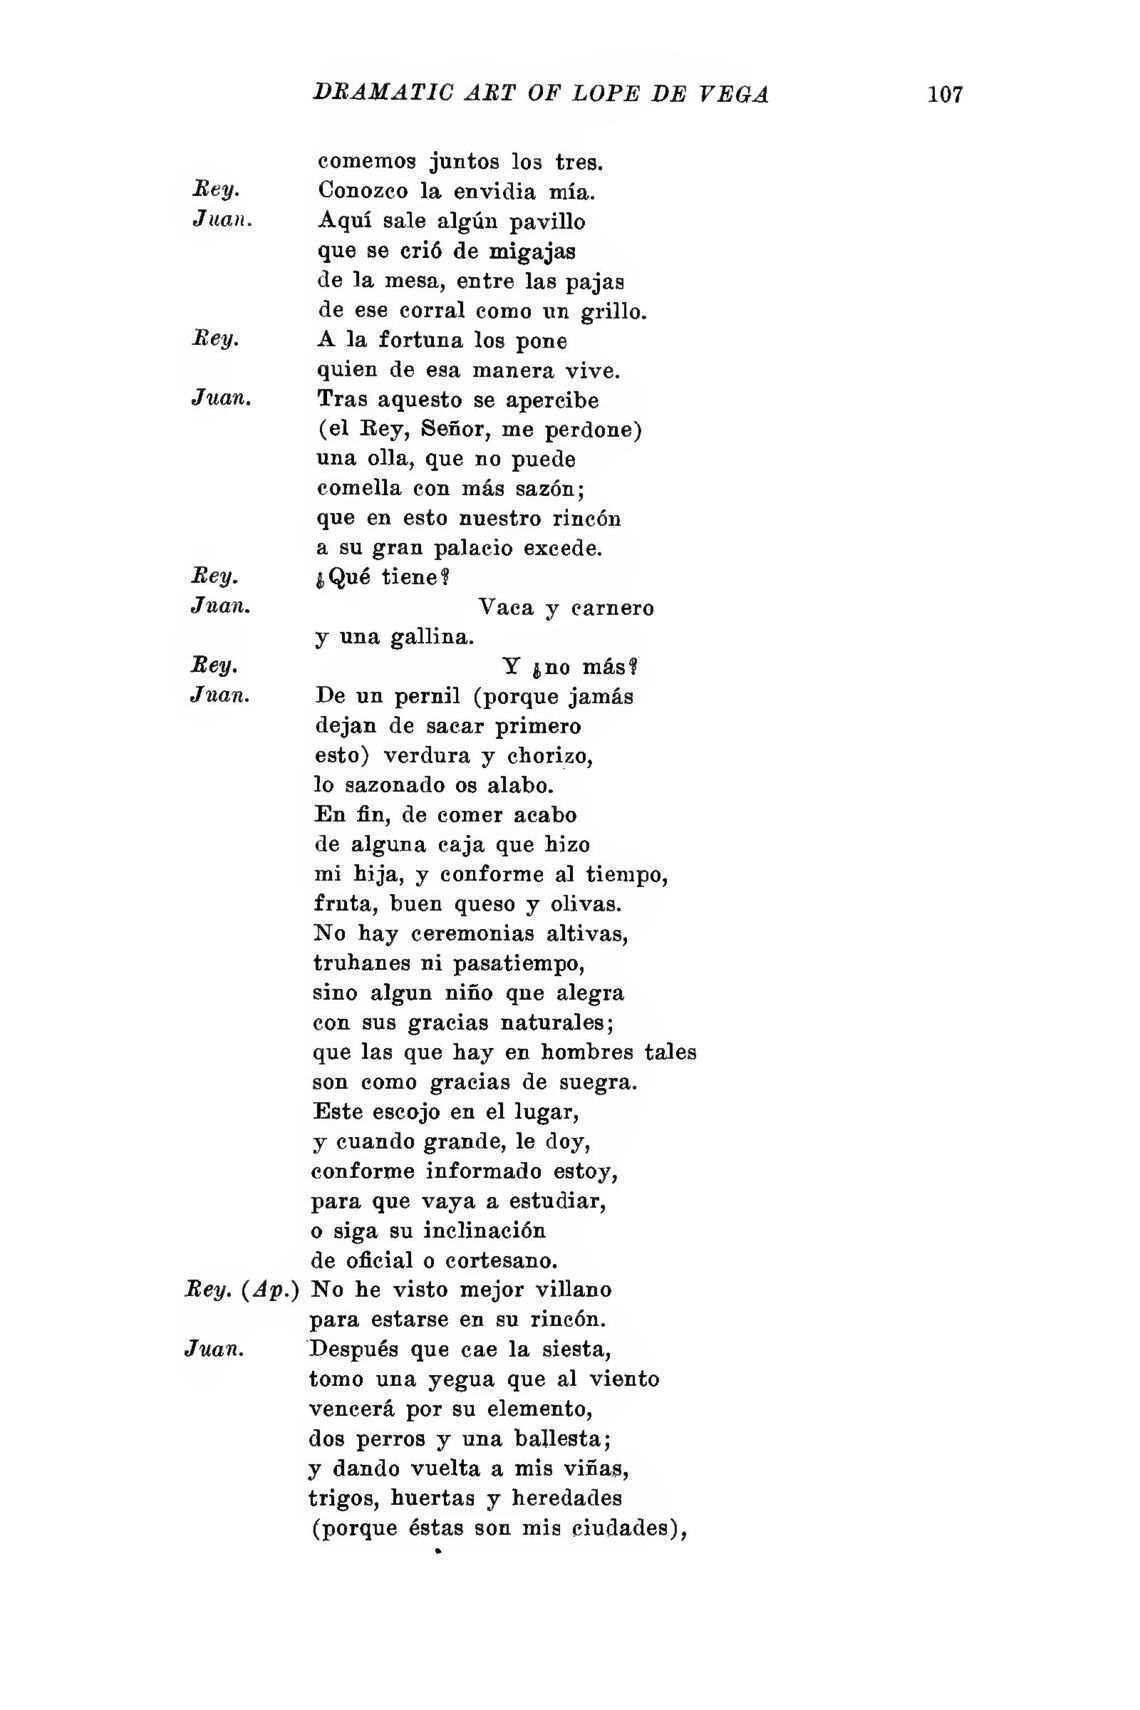 DRAMATIC ART OF LOPE DE VEGA 107
comemos juntos los tres.
Rey. Conozco la envidia mía.
Juan. Aquí sale algún pavillo
que se crió de migajas
de la mesa, entre las pajas
de ese corral como un grillo.
Rey. A la fortuna los pone
quien de esa manera vive.
Juan. Tras aquesto se apercibe
(el Rey, Señor, me perdone)
una olla, que no puede
comella con más sazón;
que en esto nuestro rincón
a su gran palacio excede.
Rey. ¿Qué tiene?
Juan. Vaca y carnero
y una gallina.
Rey. Y ¿no más?
Juan. De un pernil (porque jamás
dejan de sacar primero
esto) verdura y chorizo,
lo sazonado os alabo.
En fin, de comer acabo
de alguna caja que hizo
mi hija, y conforme al tiempo,
fruta, buen queso y olivas.
No hay ceremonias altivas,
truhanes ni pasatiempo,
sino algun niño que alegra
con sus gracias naturales;
que las que hay en hombres tales
son como gracias de suegra.
Este escojo en el lugar,
y cuando grande, le doy,
conforme informado estoy,
para que vaya a estudiar,
o siga su inclinación
de oficial o cortesano.
Rey. (Ap.) No he visto mejor villano
para estarse en su rincón.
Juan. Después que cae la siesta,
tomo una yegua que al viento
vencerá por su elemento,
dos perros y una ballesta;
y dando vuelta a mis viñas,
trigos, huertas y heredades
(porque éstas son mis ciudades),